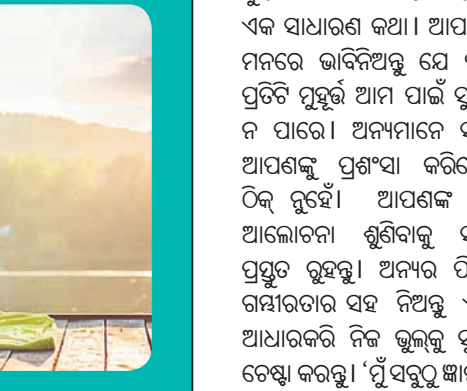 ଏକ ସାଧାରଣ କଥା। ଆପ
ମନରେ ଭାବିନିଅନ୍ତୁ ଯେ
ପ୍ରତିଟି ମୁହୂର୍ତ୍ତ ଆମ ପାଇଁ
ନ ପାରେ। ଅନ୍ୟମାନେ
ଆପଣଙ୍କୁ ପ୍ରଶଂସା କରିବେ
ଠିକ୍ ନୁହେଁ। ଆପଣଙ୍କ
ଆଲୋଚନା ଶୁଣିବାକୁ
ପ୍ରସ୍ତୁତ ରୁହନ୍ତୁ। ଅନ୍ୟର
ଗମ୍ଭୀରତାର ସହ ନିଅନ୍ତୁ
ଆଧାରକରି ନିଜ ଭୁଲ୍‌କୁ
ଚେଷ୍ଟା କରନ୍ତୁ। ‘ମୁଁ ସବୁଠୁ